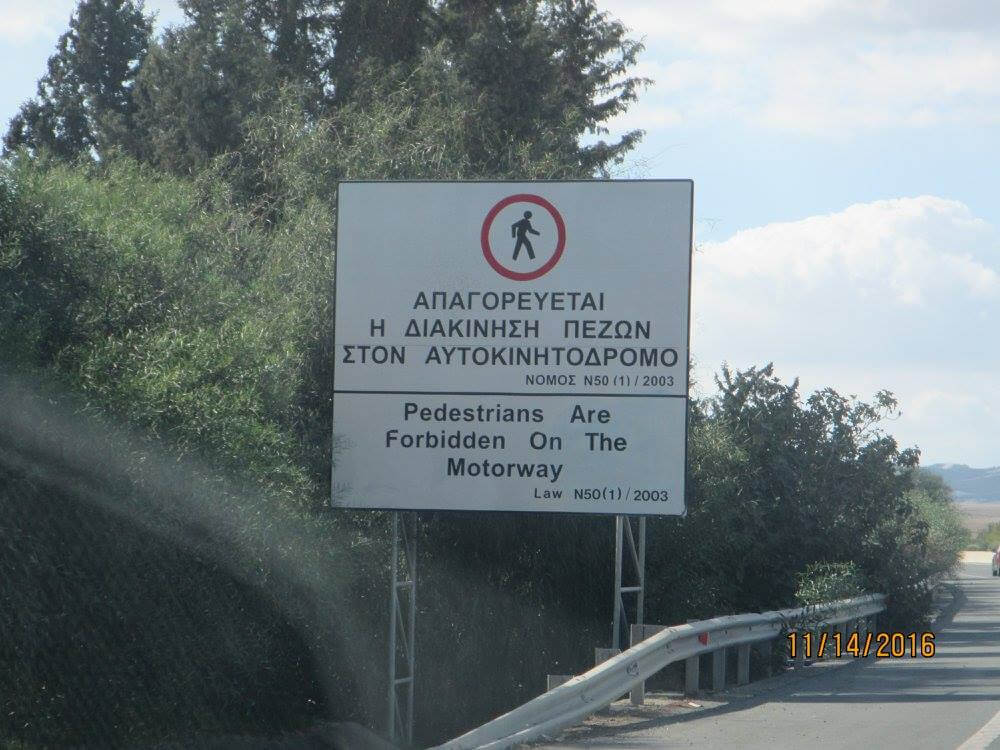 ΑΠΑΓΟΡΕΥΕΤΑΙ
Η ΔΙΑΚΙΝΗΣΗ ΠΕΖΩΝ
ΣΤΟΝ ΑΥΤΟΚΙΝΗΤΟΔΡΟΜΟ
ΝΟΜΟΣ Ν50 (1) / 2003
Pedestrians Are
Forbidden On The
Motorway
Law N50(1) / 2003
11/14/2016